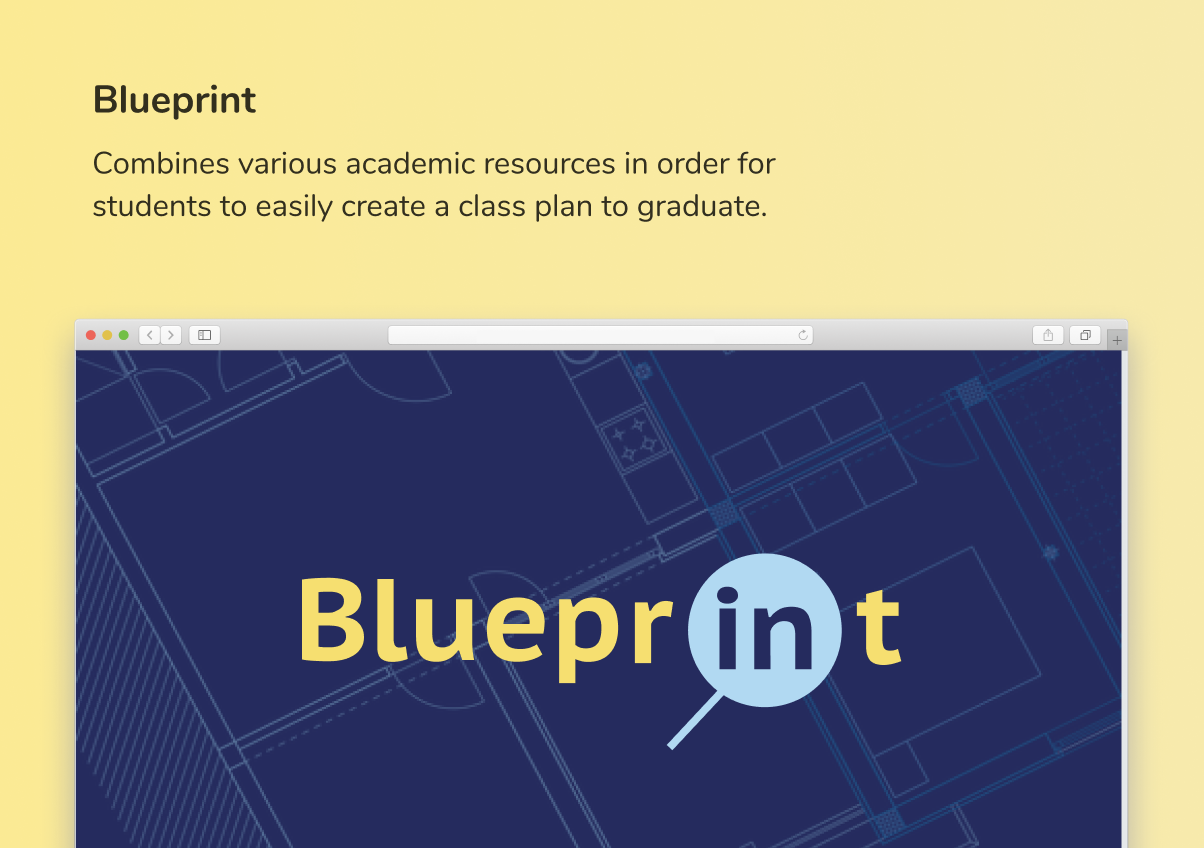 Blueprint
Combines various academic resources in order for
students to easily create a class plan to graduate.
Blueprint